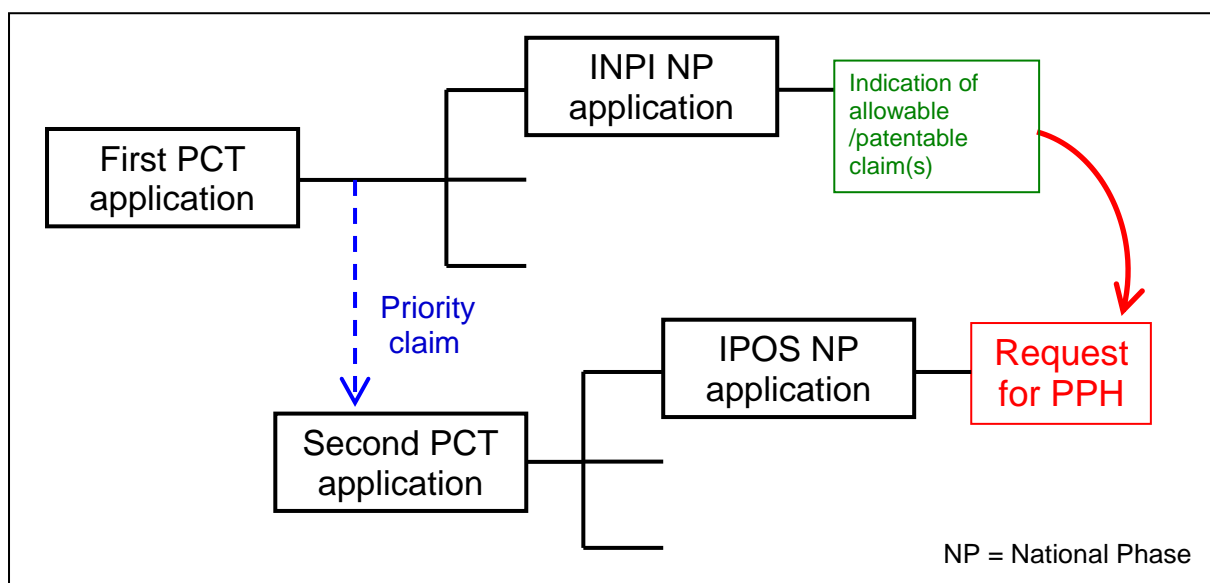 INPI NP
application
Indication of
allowable
/patentable
claim(s)
First PCT
application
Priority
claim
IPOS NP
application
Request
for PPH
Second PCT
application
NP = National Phase